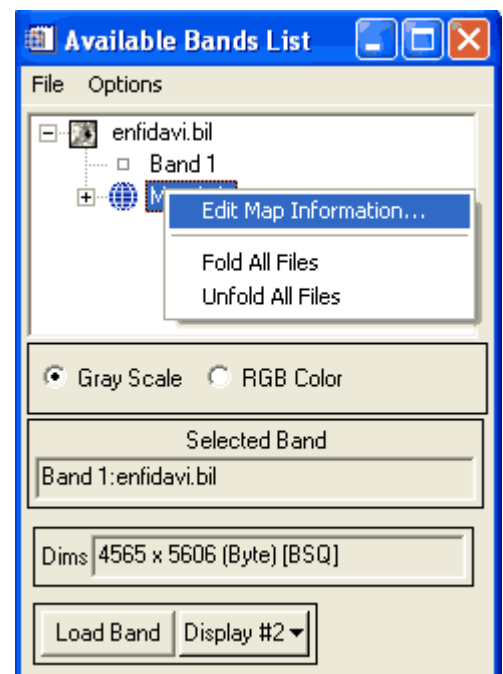 Available Bands List
File Options
enfidavi.bil
Band 1
Edit Map Information...
Fold All Files
Unfold All Files
Gray Scale RGB Color
Selected Band
Band 1:enfidavi.bil
Dims 4565 x 5606 (Byte) [BSQ]
Load Band Display #2